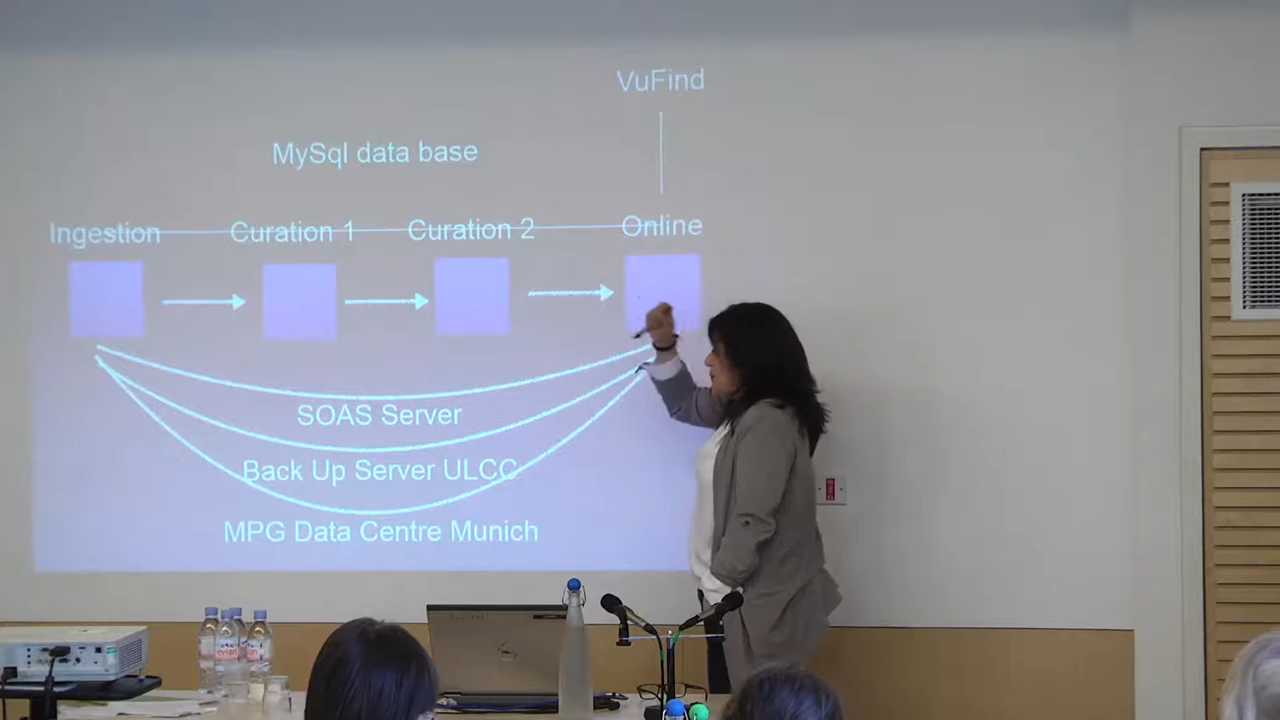 VuFind
MySql data base
Ingestion Curation 1 Curation 2 Online
SOAS Server
Back Up Server ULCC
MPG Data Centre Munich
evian